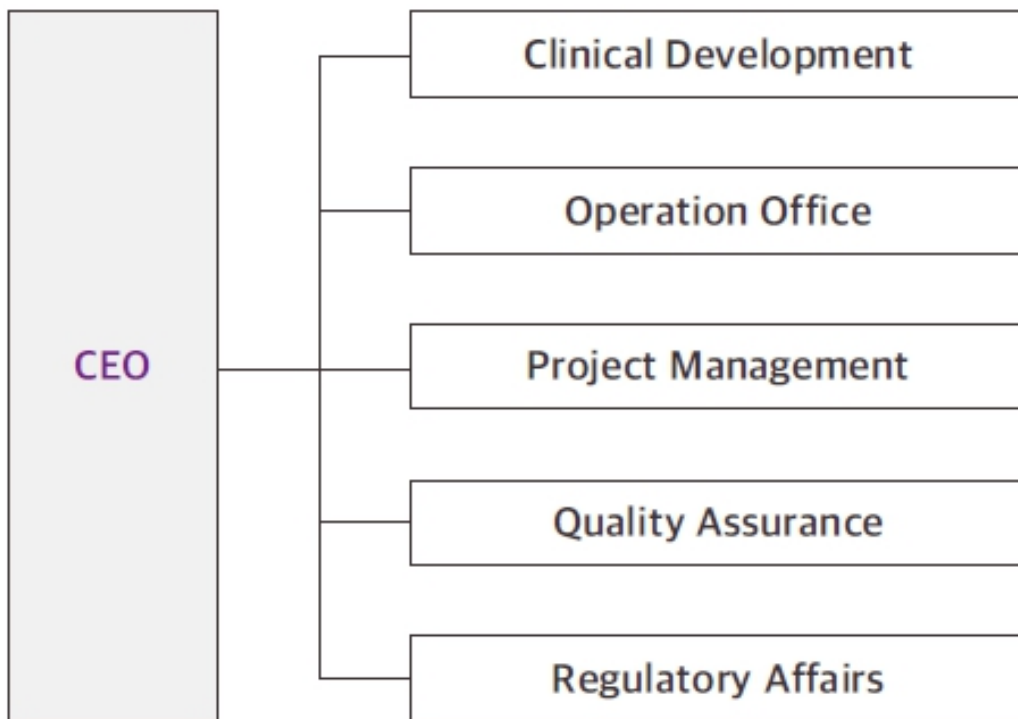 CEO
Clinical Development
Operation Office
Project Management
Quality Assurance
Regulatory Affairs